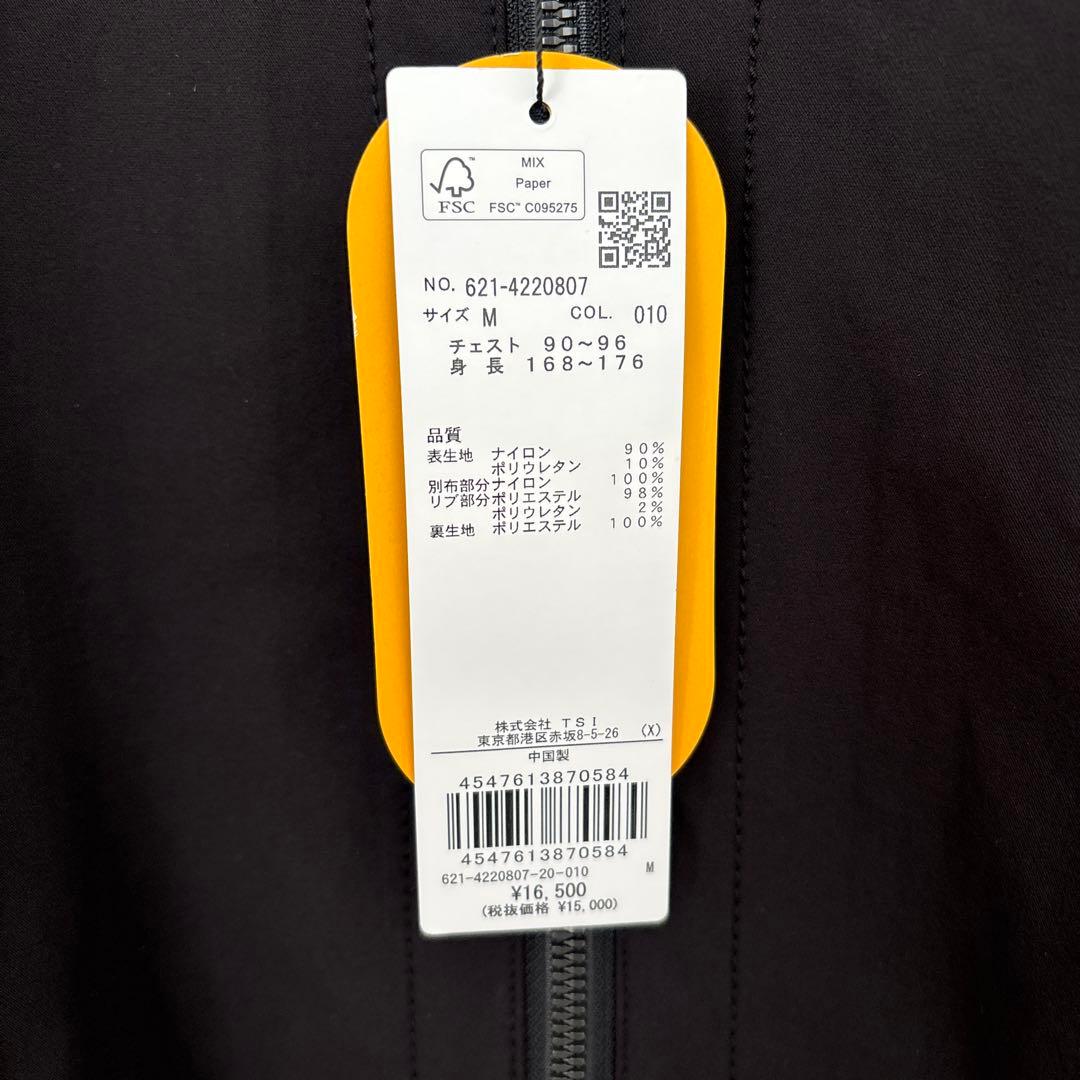 FSC™
MIX
Paper
FSC™ C095275
NO. 621-4220807
サイズ M COL. 010
チェスト 90～96
身 長 168～176
品質
表生地 ナイロン 90%
ポリウレタン 10%
別布部分ナイロン 100%
リブ部分ポリエステル 98%
ポリウレタン 2%
裏生地 ポリエステル 100%
株式会社 TSI
東京都港区赤坂8-5-26 (X)
中国製
4547613870584
4547613870584
621-4220807-20-010 M
¥16,500
(税抜価格 ¥15,000)